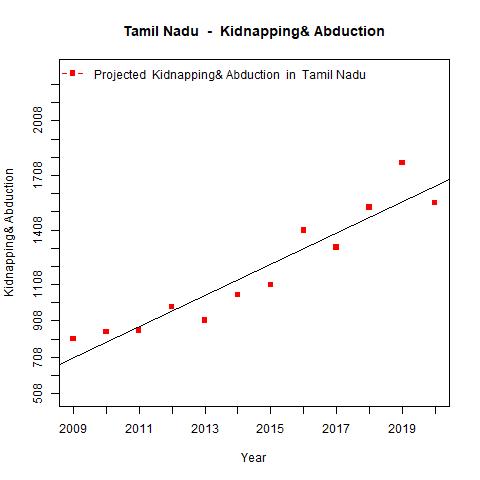 Tamil Nadu - Kidnapping& Abduction
Projected Kidnapping& Abduction in Tamil Nadu
2008
1708
1408
1108
908
708
508
Kidnapping& Abduction
2009 2011 2013 2015 2017 2019
Year